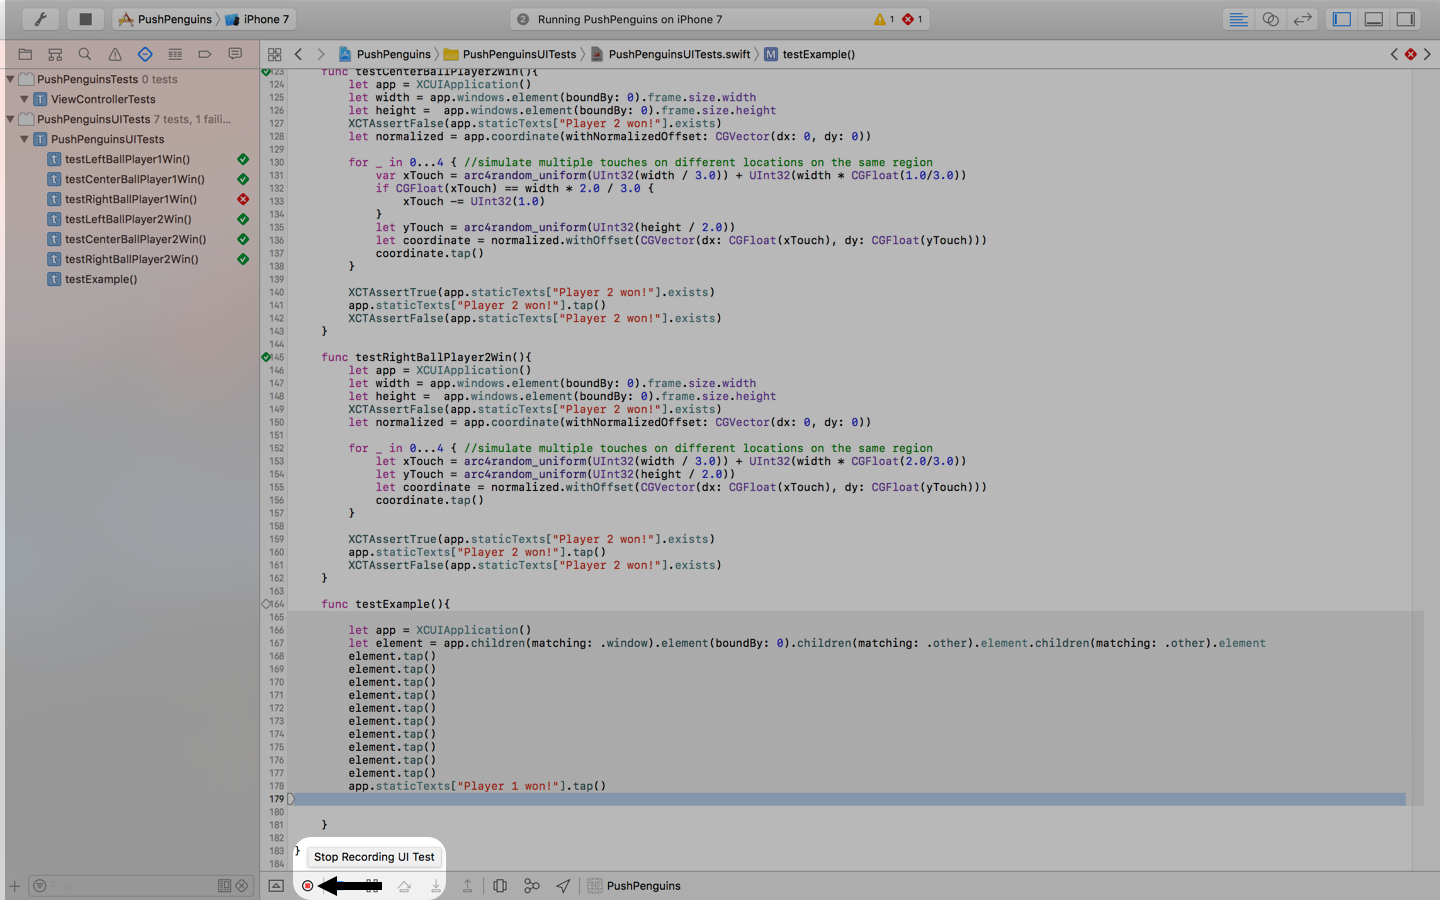 PushPenguins iPhone 7
2 Running PushPenguins on iPhone 7 1 1
PushPenguins PushPenguinsUITests PushPenguinsUITests.swift M testExample()
PushPenguinsTests 0 tests
T ViewControllerTests
PushPenguinsUITests 7 tests, 1 faili...
T PushPenguinsUITests
t testLeftBallPlayer1Win()
t testCenterBallPlayer1Win()
t testRightBallPlayer1Win()
t testLeftBallPlayer2Win()
t testCenterBallPlayer2Win()
t testRightBallPlayer2Win()
t testExample()
123 func testCenterBallPlayer2Win(){
124 let app = XCUIApplication()
125 let width = app.windows.element(boundBy: 0).frame.size.width
126 let height =  app.windows.element(boundBy: 0).frame.size.height
127 XCTAssertFalse(app.staticTexts["Player 2 won!"].exists)
128 let normalized = app.coordinate(withNormalizedOffset: CGVector(dx: 0, dy: 0))
129
130 for _ in 0...4 { //simulate multiple touches on different locations on the same region
131 var xTouch = arc4random_uniform(UInt32(width / 3.0)) + UInt32(width * CGFloat(1.0/3.0))
132 if CGFloat(xTouch) == width * 2.0 / 3.0 {
133 xTouch -= UInt32(1.0)
134 }
135 let yTouch = arc4random_uniform(UInt32(height / 2.0))
136 let coordinate = normalized.withOffset(CGVector(dx: CGFloat(xTouch), dy: CGFloat(yTouch)))
137 coordinate.tap()
138 }
139
140 XCTAssertTrue(app.staticTexts["Player 2 won!"].exists)
141 app.staticTexts["Player 2 won!"].tap()
142 XCTAssertFalse(app.staticTexts["Player 2 won!"].exists)
143 }
144
145 func testRightBallPlayer2Win(){
146 let app = XCUIApplication()
147 let width = app.windows.element(boundBy: 0).frame.size.width
148 let height =  app.windows.element(boundBy: 0).frame.size.height
149 XCTAssertFalse(app.staticTexts["Player 2 won!"].exists)
150 let normalized = app.coordinate(withNormalizedOffset: CGVector(dx: 0, dy: 0))
151
152 for _ in 0...4 { //simulate multiple touches on different locations on the same region
153 let xTouch = arc4random_uniform(UInt32(width / 3.0)) + UInt32(width * CGFloat(2.0/3.0))
154 let yTouch = arc4random_uniform(UInt32(height / 2.0))
155 let coordinate = normalized.withOffset(CGVector(dx: CGFloat(xTouch), dy: CGFloat(yTouch)))
156 coordinate.tap()
157 }
158
159 XCTAssertTrue(app.staticTexts["Player 2 won!"].exists)
160 app.staticTexts["Player 2 won!"].tap()
161 XCTAssertFalse(app.staticTexts["Player 2 won!"].exists)
162 }
163
164 func testExample(){
165
166 let app = XCUIApplication()
167 let element = app.children(matching: .window).element(boundBy: 0).children(matching: .other).element.children(matching: .other).element
168 element.tap()
169 element.tap()
170 element.tap()
171 element.tap()
172 element.tap()
173 element.tap()
174 element.tap()
175 element.tap()
176 element.tap()
177 element.tap()
178 app.staticTexts["Player 1 won!"].tap()
179
180
181 }
182
183 }
184
Stop Recording UI Test
PushPenguins